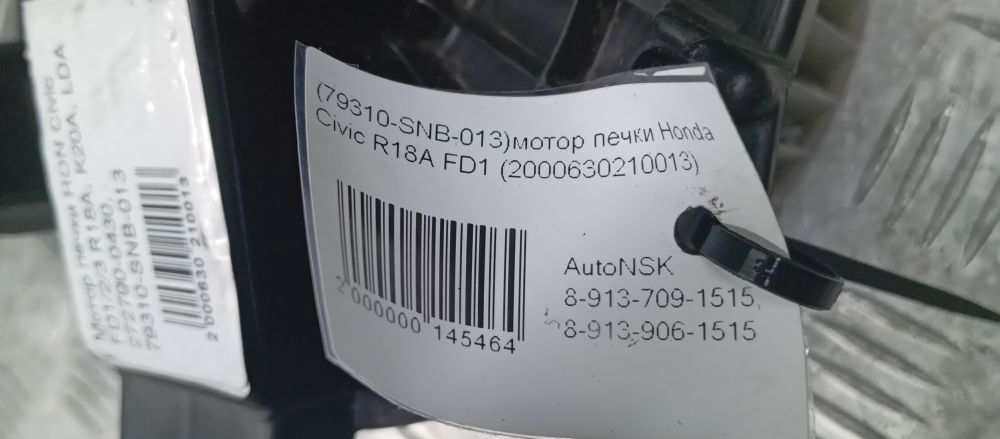 Мотор печки HON Civic
FD1/2/3 R18A, K20A, LDA
272700-0430,
79310-SNB-013
2 000630 210013
(79310-SNB-013)мотор печки Honda
Civic R18A FD1 (2000630210013)
2 000000 145464
AutoNSK
8-913-709-1515,
8-913-906-1515